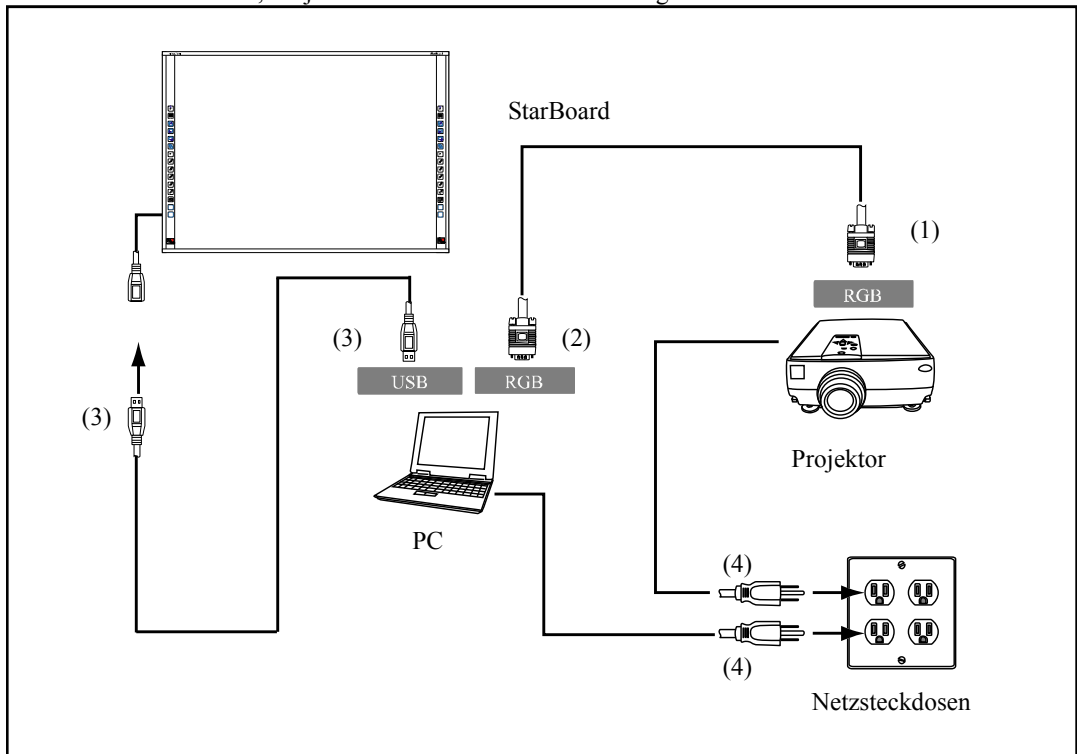 StarBoard
(1)
RGB
(3)
(2)
USB
RGB
(3)
Projektor
PC
(4)
(4)
Netzsteckdosen